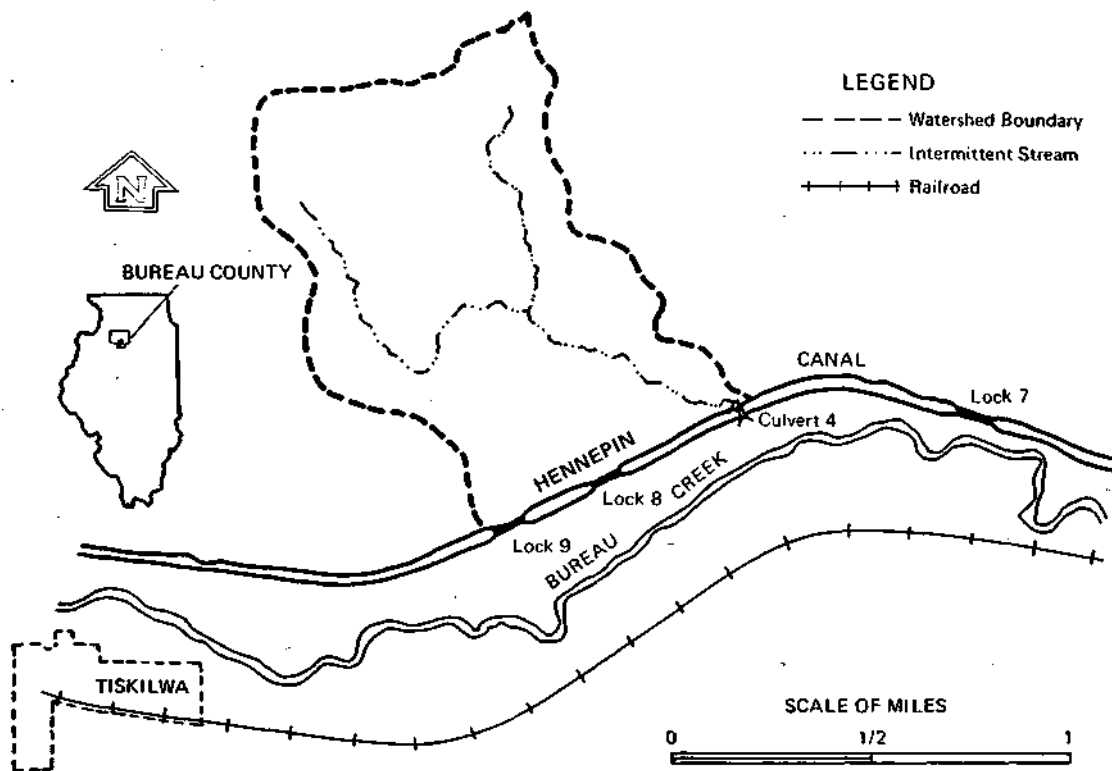 LEGEND
Watershed Boundary
Intermittent Stream
Railroad
N
BUREAU COUNTY
CANAL
Lock 7
Culvert 4
HENNEPIN
Lock 8
CREEK
Lock 9
BUREAU
TISKILWA
SCALE OF MILES
0 1/2 1